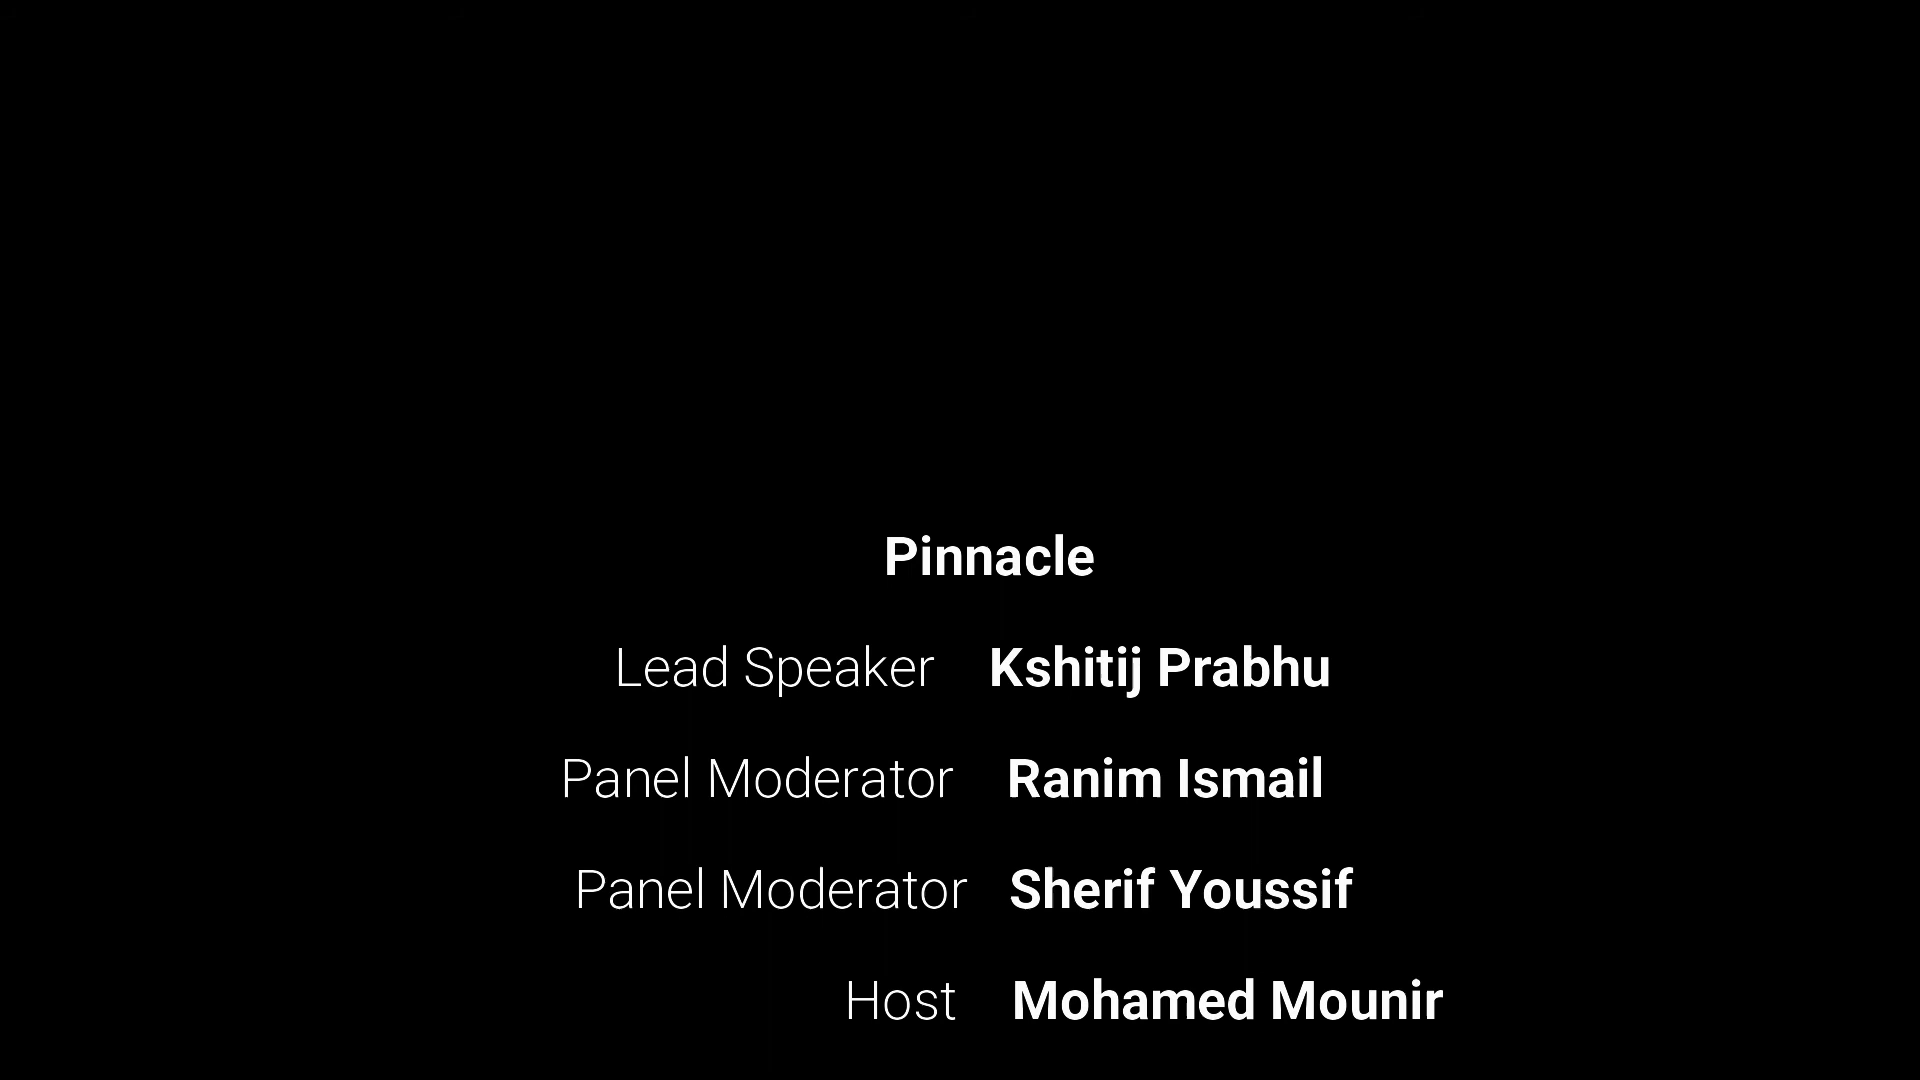 Pinnacle
Lead Speaker Kshitij Prabhu
Panel Moderator Ranim Ismail
Panel Moderator Sherif Youssif
Host Mohamed Mounir